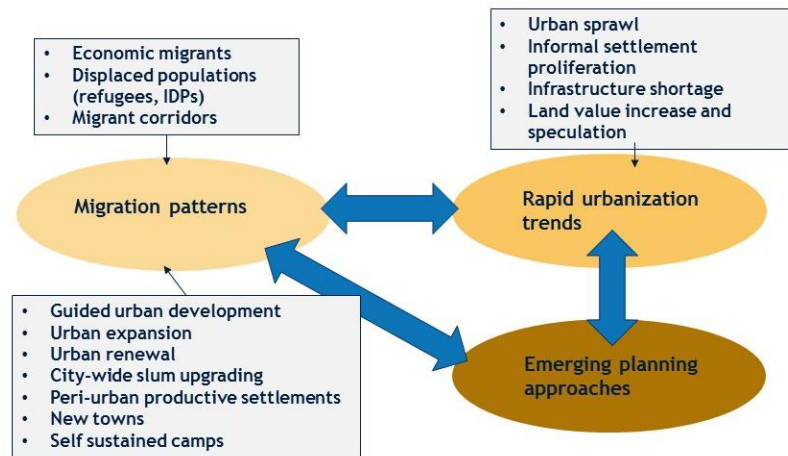 • Economic migrants
• Displaced populations
(refugees, IDPs)
• Migrant corridors
• Urban sprawl
• Informal settlement
proliferation
• Infrastructure shortage
• Land value increase and
speculation
Migration patterns
Rapid urbanization
trends
• Guided urban development
• Urban expansion
• Urban renewal
• City-wide slum upgrading
• Peri-urban productive settlements
• New towns
• Self sustained camps
Emerging planning
approaches